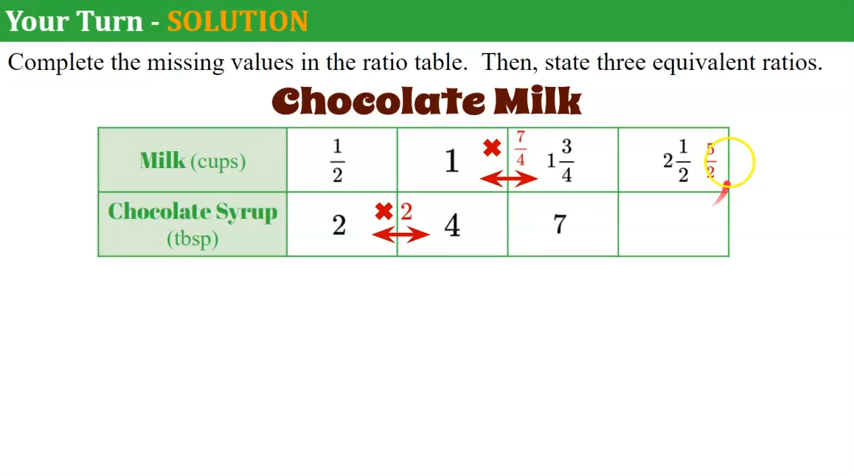 Your Turn - SOLUTION
Complete the missing values in the ratio table. Then, state three equivalent ratios.
Chocolate Milk
Milk (cups) 1/2 1 × 7/4 1 3/4 2 1/2 5/2
Chocolate Syrup (tbsp) 2 × 2 4 7